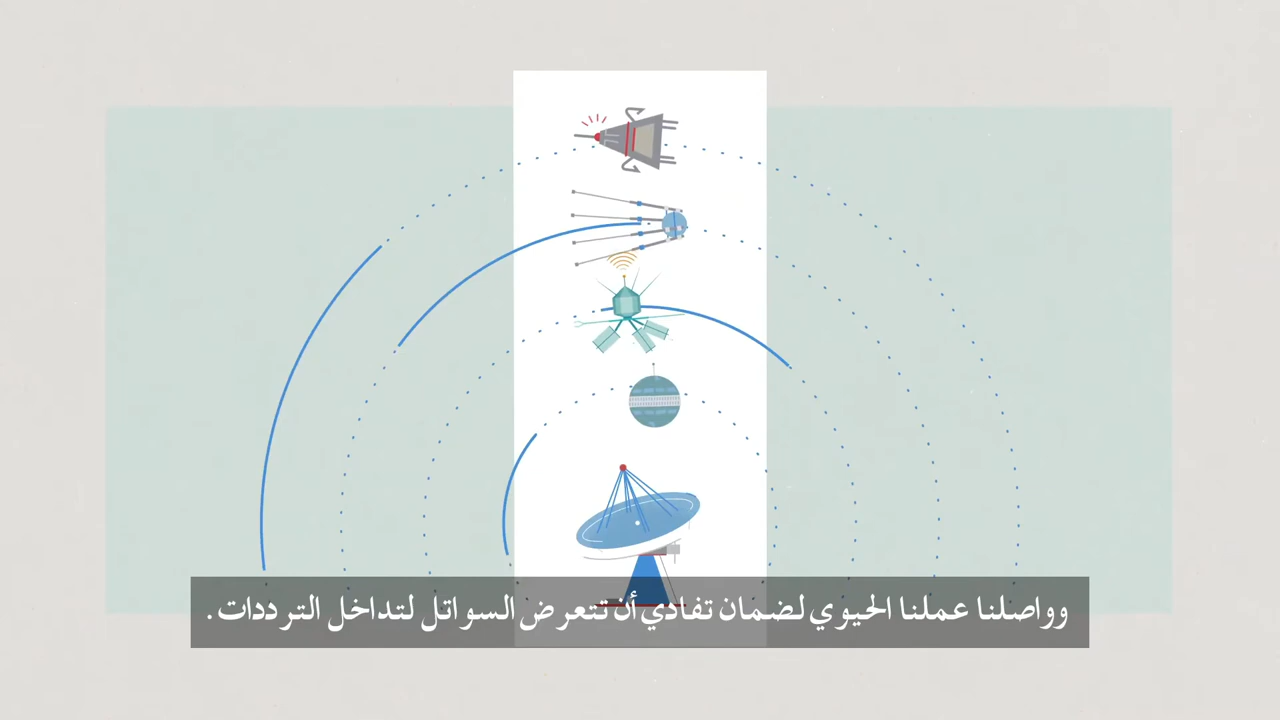 وواصلنا عملنا الحيوي لضمان تفادي أن تتعرض السواتل لتداخل الترددات.